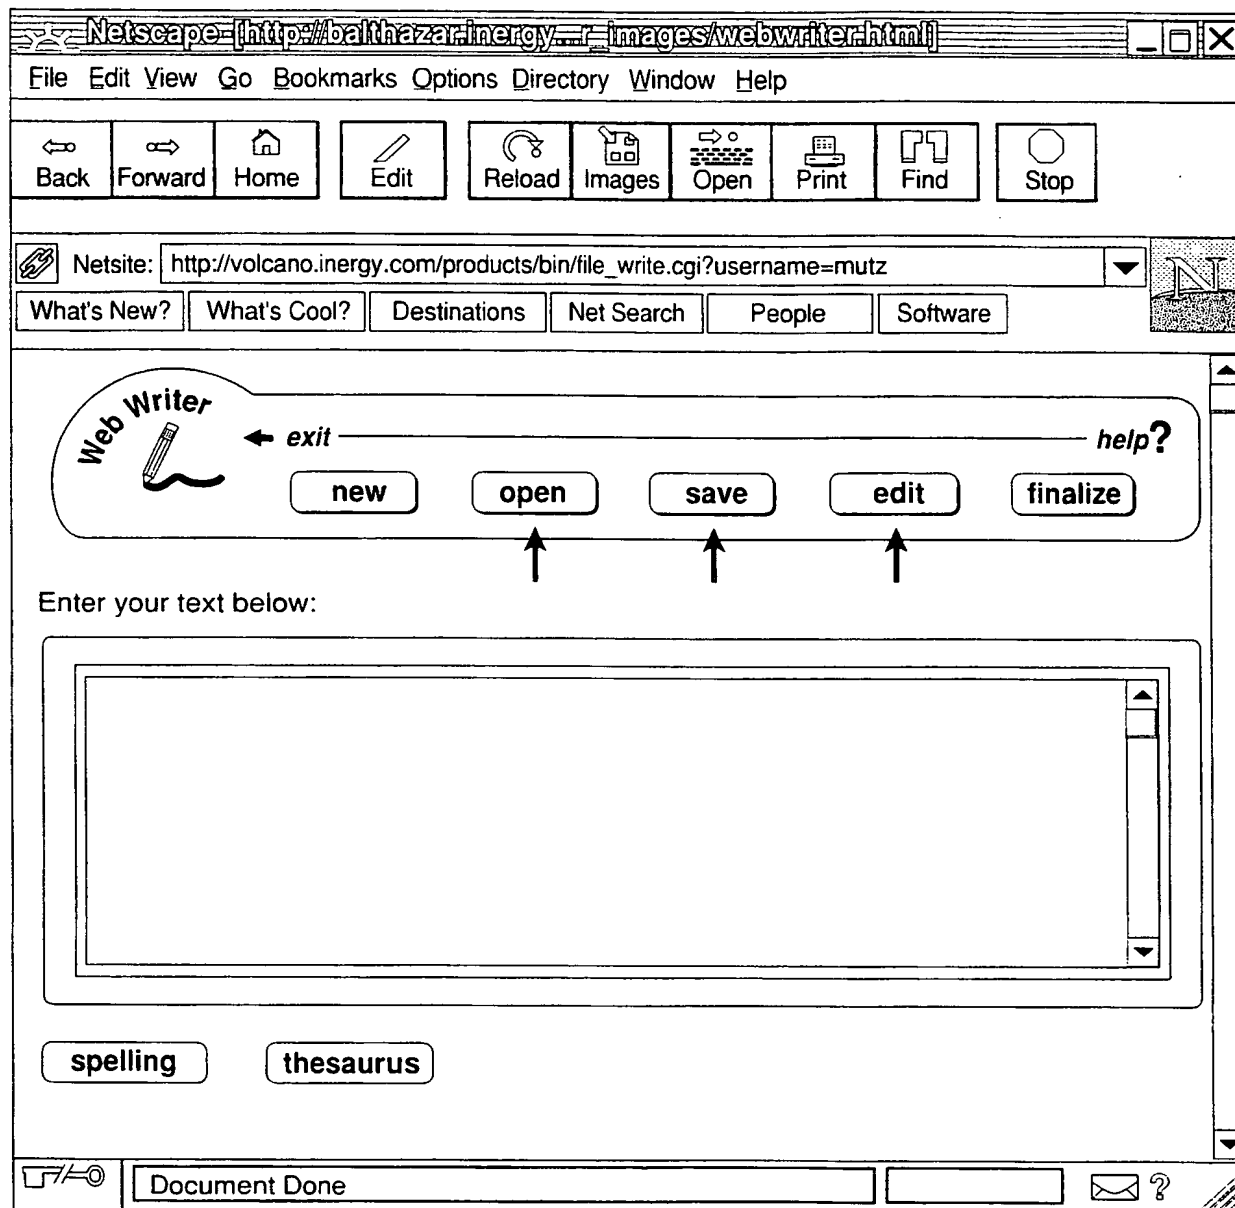 Netscape-[http://balthazar.inergy....r_images/webwriter.html]
File Edit View Go Bookmarks Options Directory Window Help
Back Forward Home Edit Reload Images Open Print Find Stop
Netsite: http://volcano.inergy.com/products/bin/file_write.cgi?username=mutz
N
What's New? What's Cool? Destinations Net Search People Software
Web Writer
exit help?
new open save edit finalize
Enter your text below:
spelling thesaurus
Document Done
?